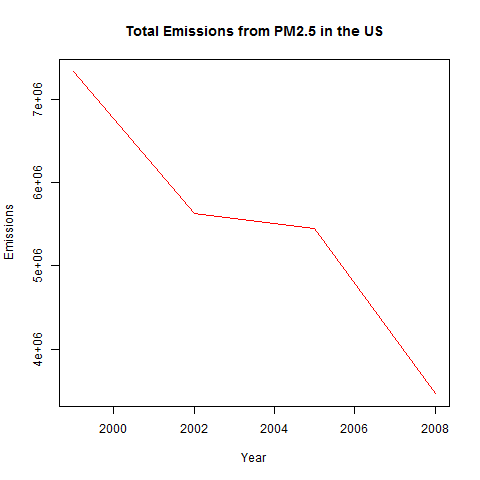 Total Emissions from PM2.5 in the US
Emissions
7e+06
6e+06
5e+06
4e+06
2000 2002 2004 2006 2008
Year